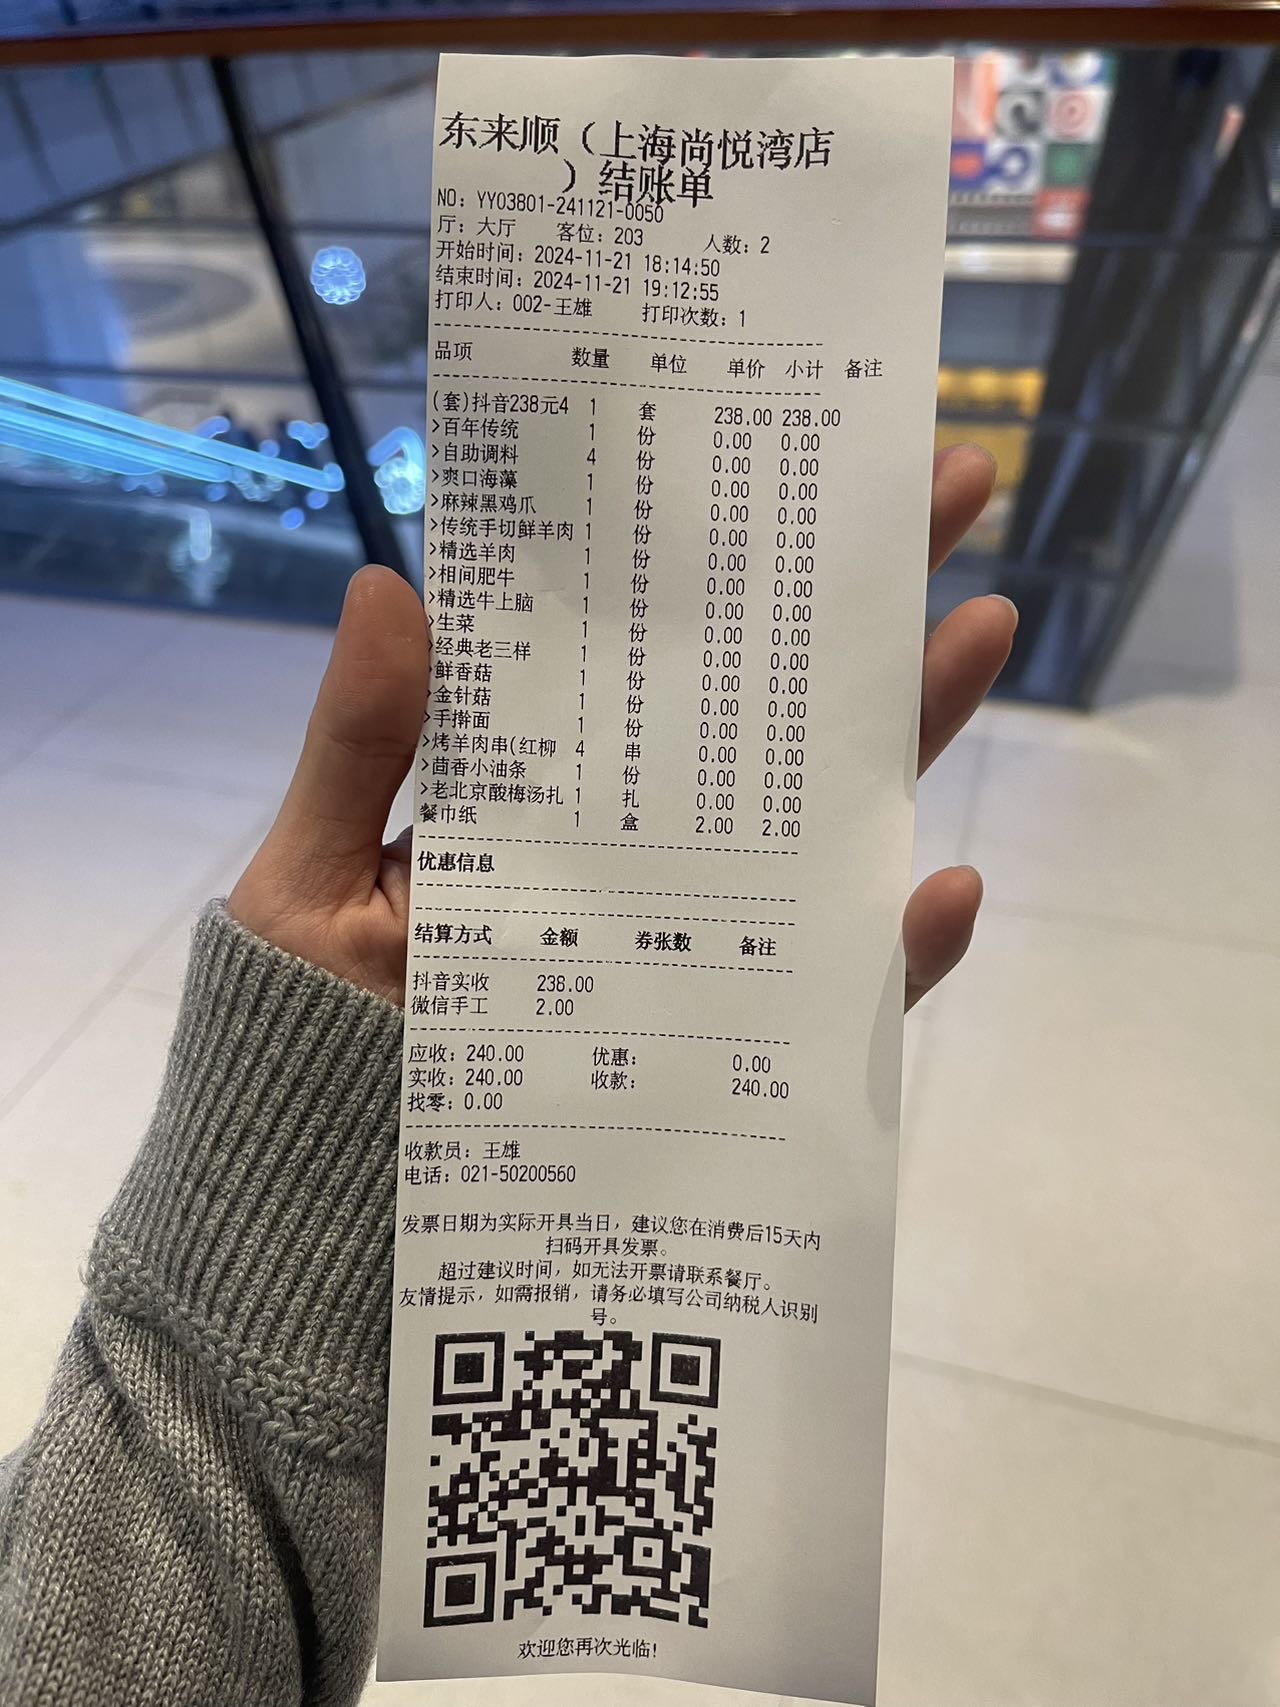 东来顺（上海尚悦湾店
）结账单
NO: YY03801-241121-0050
厅: 大厅 客位: 203 人数: 2
开始时间: 2024-11-21 18:14:50
结束时间: 2024-11-21 19:12:55
打印人: 002-王雄 打印次数: 1
品项 数量 单位 单价 小计 备注
(套)抖音238元4 1 套 238.00 238.00
>百年传统 1 份 0.00 0.00
>自助调料 4 份 0.00 0.00
>爽口海藻 1 份 0.00 0.00
>麻辣黑鸡爪 1 份 0.00 0.00
>传统手切鲜羊肉 1 份 0.00 0.00
>精选羊肉 1 份 0.00 0.00
>相间肥牛 1 份 0.00 0.00
>精选牛上脑 1 份 0.00 0.00
>生菜 1 份 0.00 0.00
>经典老三样 1 份 0.00 0.00
>鲜香菇 1 份 0.00 0.00
>金针菇 1 份 0.00 0.00
>手擀面 1 份 0.00 0.00
>烤羊肉串(红柳 4 串 0.00 0.00
>茴香小油条 1 份 0.00 0.00
>老北京酸梅汤扎 1 扎 0.00 0.00
餐巾纸 1 盒 2.00 2.00
优惠信息
结算方式 金额 券张数 备注
抖音实收 238.00
微信手工 2.00
应收: 240.00 优惠: 0.00
实收: 240.00 收款: 240.00
找零: 0.00
收款员: 王雄
电话: 021-50200560
发票日期为实际开具当日，建议您在消费后15天内
扫码开具发票。
超过建议时间，如无法开票请联系餐厅。
友情提示，如需报销，请务必填写公司纳税人识别
号。
欢迎您再次光临!